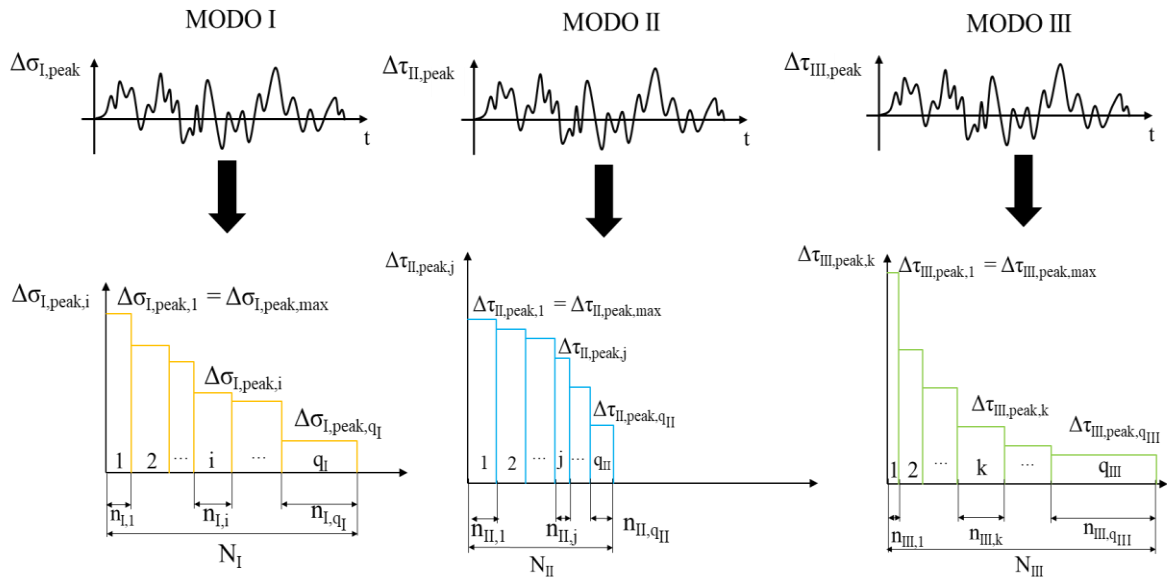 MODO I
Δσ_I,peak
t
Δσ_I,peak,i
Δσ_I,peak,1 = Δσ_I,peak,max
Δσ_I,peak,i
Δσ_I,peak,q_I
1 2 ... i ... q_I
n_I,1 n_I,i n_I,q_I
N_I
MODO II
Δτ_II,peak
t
Δτ_II,peak,j
Δτ_II,peak,1 = Δτ_II,peak,max
Δτ_II,peak,j
Δτ_II,peak,q_II
1 2 ... j ... q_II
n_II,1 n_II,j n_II,q_II
N_II
MODO III
Δτ_III,peak
t
Δτ_III,peak,k
Δτ_III,peak,1 = Δτ_III,peak,max
Δτ_III,peak,k
Δτ_III,peak,q_III
1 2 ... k ... q_III
n_III,1 n_III,k n_III,q_III
N_III